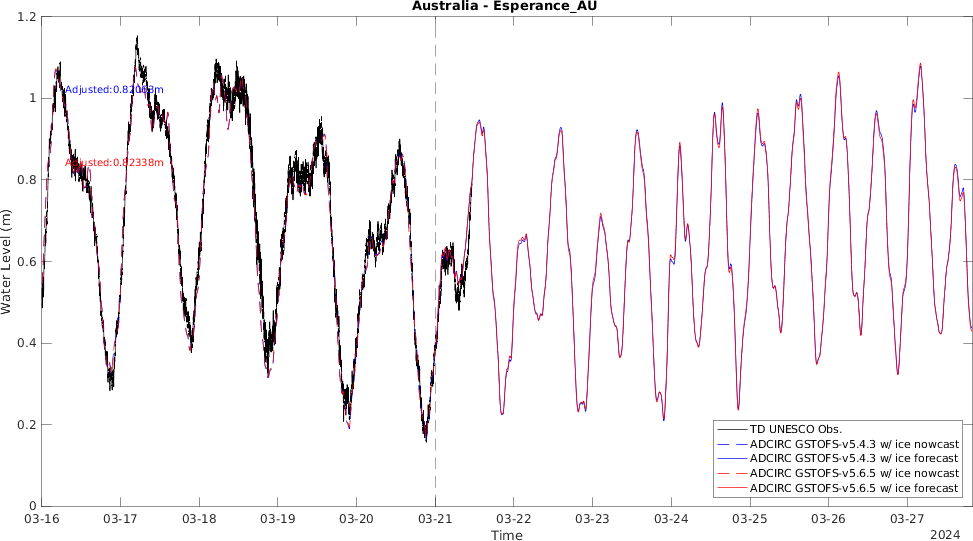 Australia - Esperance_AU
1.2
1
0.8
0.6
0.4
0.2
0
Water Level (m)
Adjusted:0.82063m
Adjusted:0.82338m
TD UNESCO Obs.
ADCIRC GSTOFS-v5.4.3 w/ ice nowcast
ADCIRC GSTOFS-v5.4.3 w/ ice forecast
ADCIRC GSTOFS-v5.6.5 w/ ice nowcast
ADCIRC GSTOFS-v5.6.5 w/ ice forecast
03-16 03-17 03-18 03-19 03-20 03-21 03-22 03-23 03-24 03-25 03-26 03-27
Time
2024